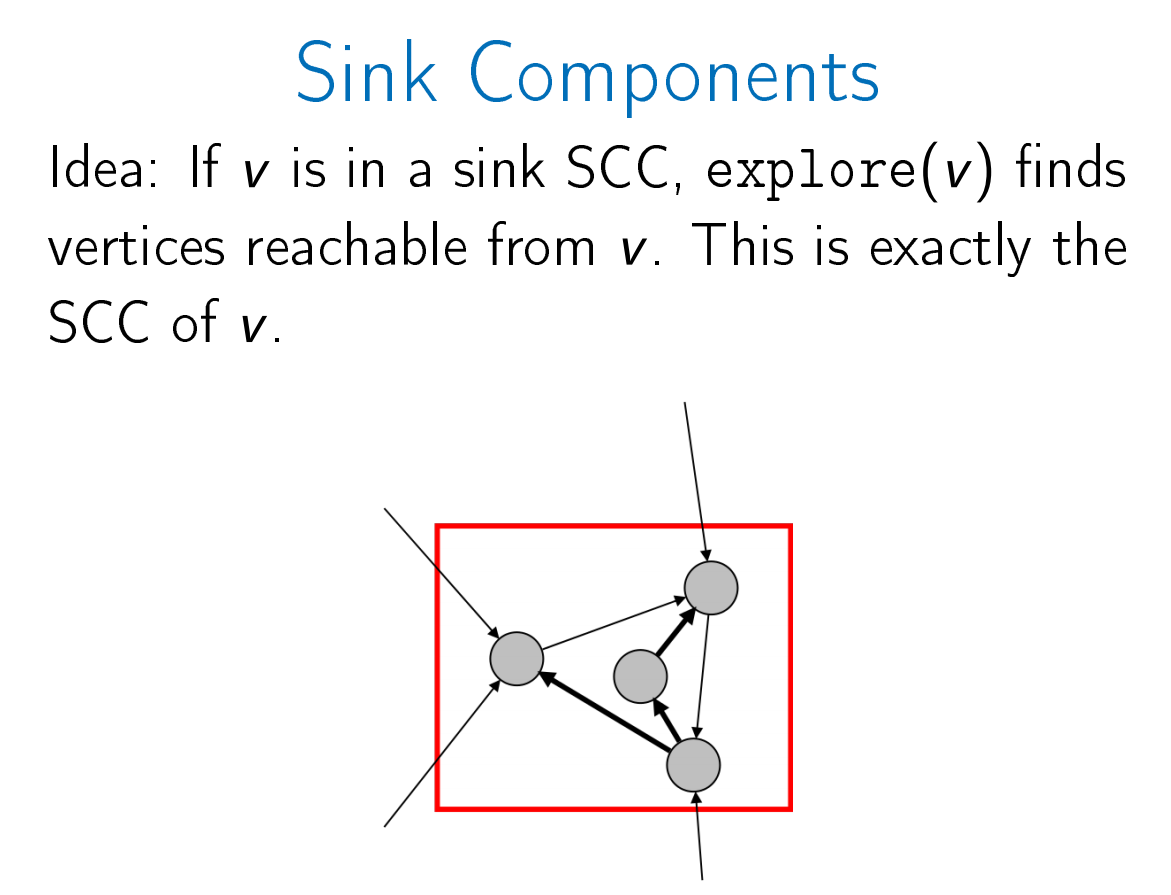 Sink Components
Idea: If v is in a sink SCC, explore(v) finds
vertices reachable from v. This is exactly the
SCC of v.